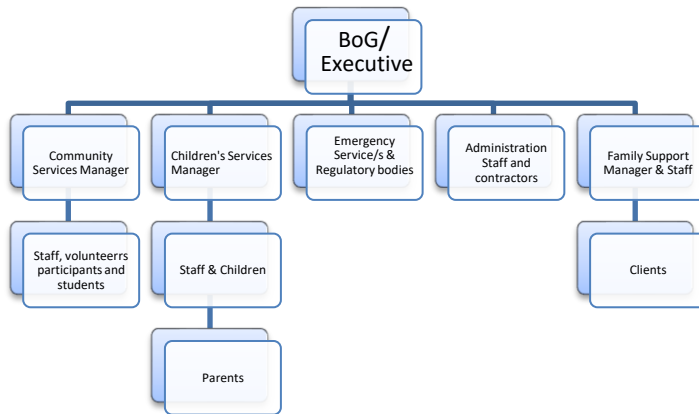 BoG/
Executive
Community
Services Manager
Children's Services
Manager
Emergency
Service/s &
Regulatory bodies
Administration
Staff and
contractors
Family Support
Manager & Staff
Staff, volunteerrs
participants and
students
Staff & Children
Clients
Parents